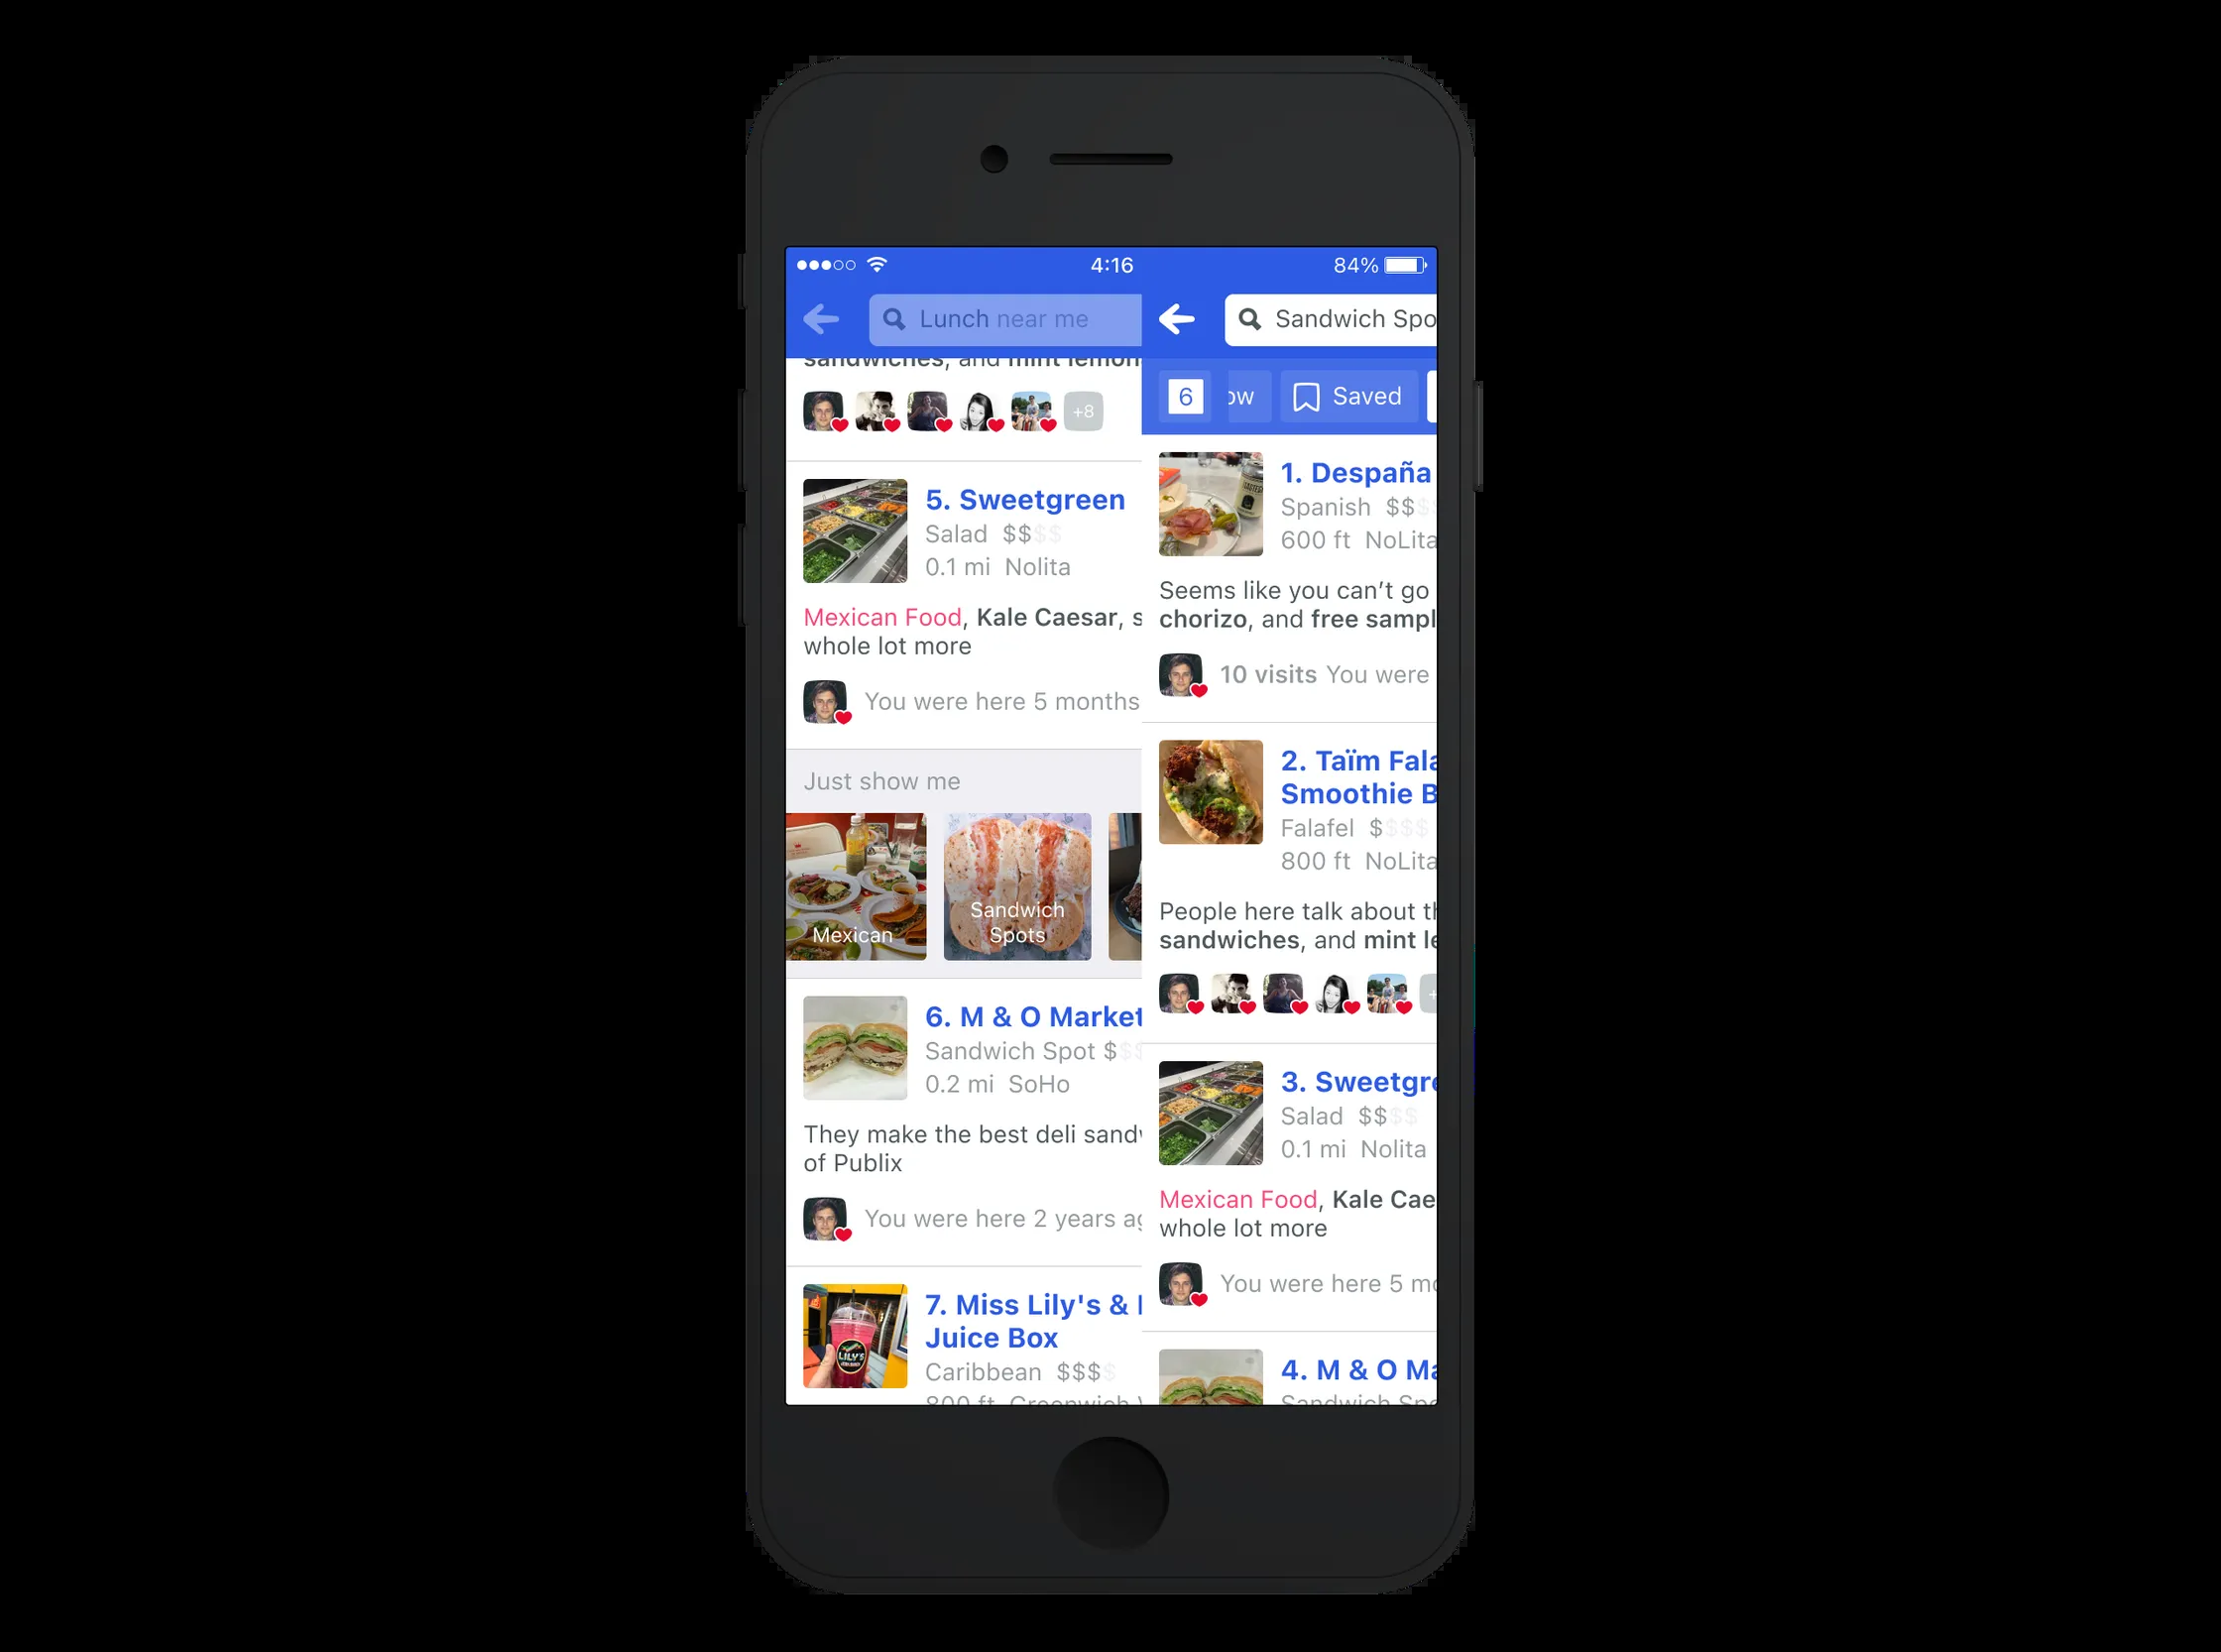 4:16
84%
Lunch near me
sandwiches, and mint lemon
+8
5. Sweetgreen
Salad $$$$
0.1 mi Nolita
Mexican Food, Kale Caesar, s
whole lot more
You were here 5 months
Just show me
Mexican
Sandwich
Spots
6. M & O Market
Sandwich Spot $$$
0.2 mi SoHo
They make the best deli sandw
of Publix
You were here 2 years ag
7. Miss Lily's &
Juice Box
LILY'S
Caribbean $$$$
800 ft Greenwich
Sandwich Spo
6
ow
Saved
1. Despaña
Spanish $$$
600 ft NoLita
Seems like you can’t go
chorizo, and free sampl
10 visits You were
2. Taïm Fala
Smoothie B
Falafel $$$$
800 ft NoLita
People here talk about th
sandwiches, and mint le
3. Sweetgre
Salad $$$$
0.1 mi Nolita
Mexican Food, Kale Cae
whole lot more
You were here 5 mo
4. M & O Ma
Sandwich Spo